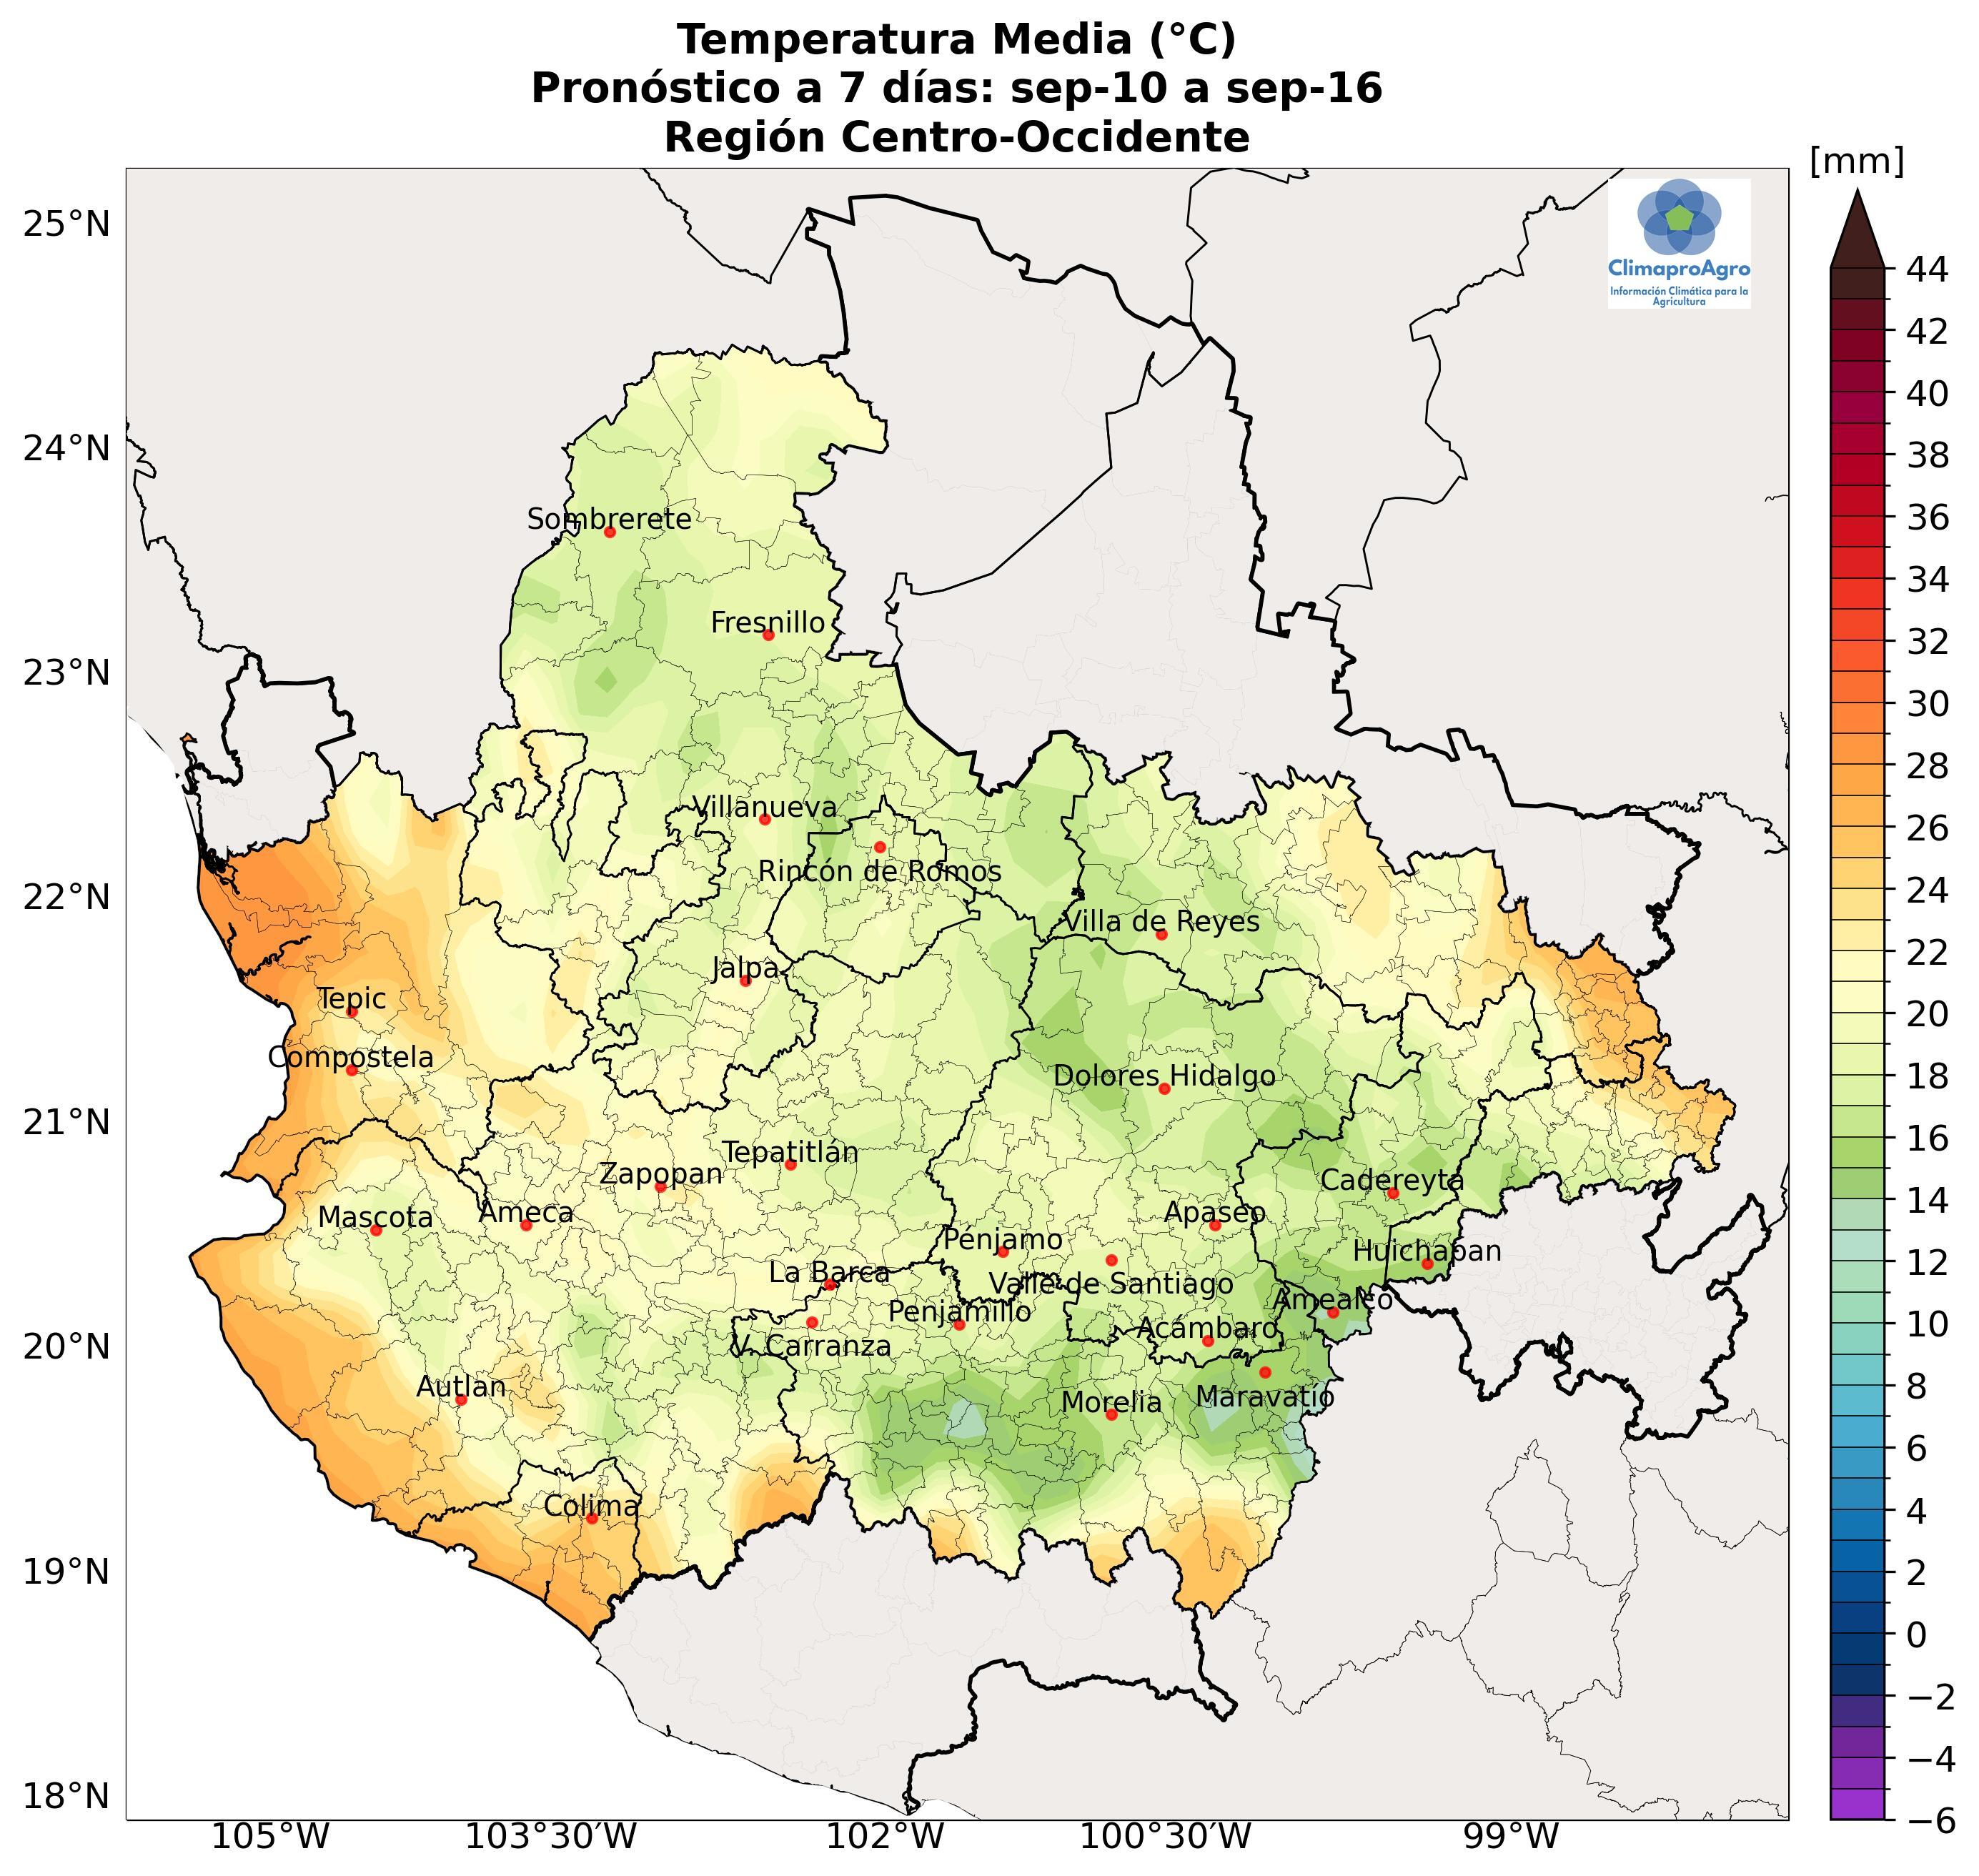 Temperatura Media (°C)
Pronóstico a 7 días: sep-10 a sep-16
Región Centro-Occidente
[mm]
ClimaproAgro
Información Climática para la
Agricultura
25°N
24°N
23°N
22°N
21°N
20°N
19°N
18°N
Sombrerete
Fresnillo
Villanueva
Rincón de Romos
Villa de Reyes
Jalpa
Tepic
Compostela
Dolores Hidalgo
Tepatitlán
Zapopan
Cadereyta
Mascota
Ameca
Apaseo
Pénjamo
Huichapan
La Barca
Valle de Santiago
Amealco
Penjamillo
Acámbaro
V. Carranza
Autlan
Morelia
Maravatio
Colima
105°W
103°30′W
102°W
100°30′W
99°W
44
42
40
38
36
34
32
30
28
26
24
22
20
18
16
14
12
10
8
6
4
2
0
−2
−4
−6